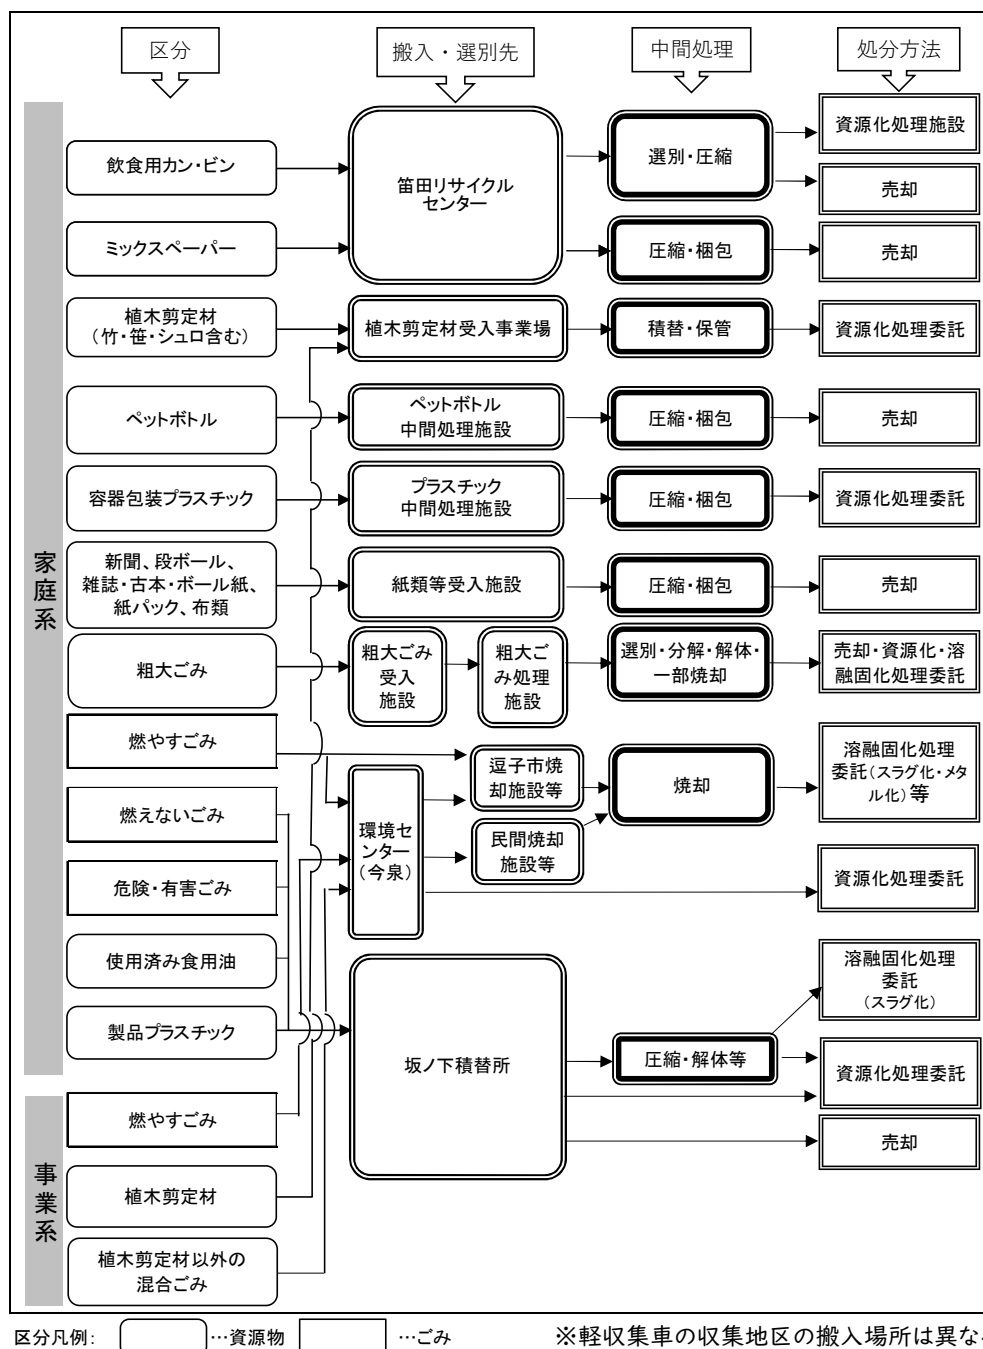 区分
搬入・選別先
中間処理
処分方法
家庭系
飲食用カン・ビン
笛田リサイクル
センター
選別・圧縮
資源化処理施設
売却
ミックスペーパー
圧縮・梱包
売却
植木剪定材
(竹・笹・シュロ含む)
植木剪定材受入事業場
積替・保管
資源化処理委託
ペットボトル
ペットボトル
中間処理施設
圧縮・梱包
売却
容器包装プラスチック
プラスチック
中間処理施設
圧縮・梱包
資源化処理委託
新聞、段ボール、
雑誌・古本・ボール紙、
紙パック、布類
紙類等受入施設
圧縮・梱包
売却
粗大ごみ
粗大ごみ
受入
施設
粗大ご
み処理
施設
選別・分解・解体・
一部焼却
売却・資源化・溶
融固化処理委託
燃やすごみ
逗子市焼
却施設等
焼却
溶融固化処理
委託(スラグ化・メタ
ル化)等
燃えないごみ
環境セ
ンター
(今泉)
民間焼却
施設等
危険・有害ごみ
資源化処理委託
使用済み食用油
溶融固化処理
委託
(スラグ化)
製品プラスチック
坂ノ下積替所
圧縮・解体等
資源化処理委託
売却
事業系
燃やすごみ
植木剪定材
植木剪定材以外の
混合ごみ
区分凡例: …資源物 …ごみ
※軽収集車の収集地区の搬入場所は異な